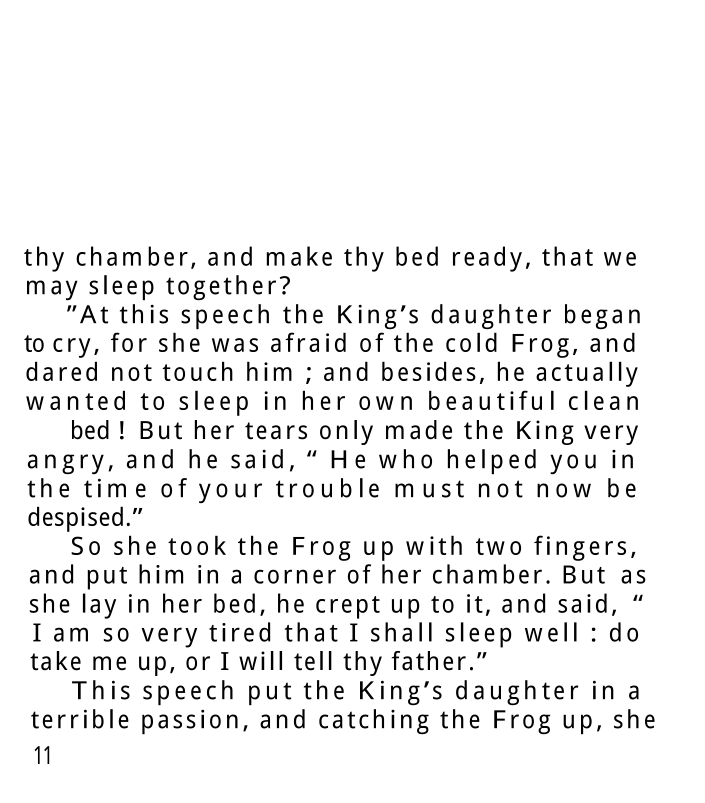 thy chamber, and make thy bed ready, that we
may sleep together?
”At this speech the King’s daughter began
to cry, for she was afraid of the cold Frog, and
dared not touch him ; and besides, he actually
wanted to sleep in her own beautiful clean
bed ! But her tears only made the King very
angry, and he said, “ He who helped you in
the time of your trouble must not now be
despised.”
So she took the Frog up with two fingers,
and put him in a corner of her chamber. But as
she lay in her bed, he crept up to it, and said, “
I am so very tired that I shall sleep well : do
take me up, or I will tell thy father.”
This speech put the King’s daughter in a
terrible passion, and catching the Frog up, she
11